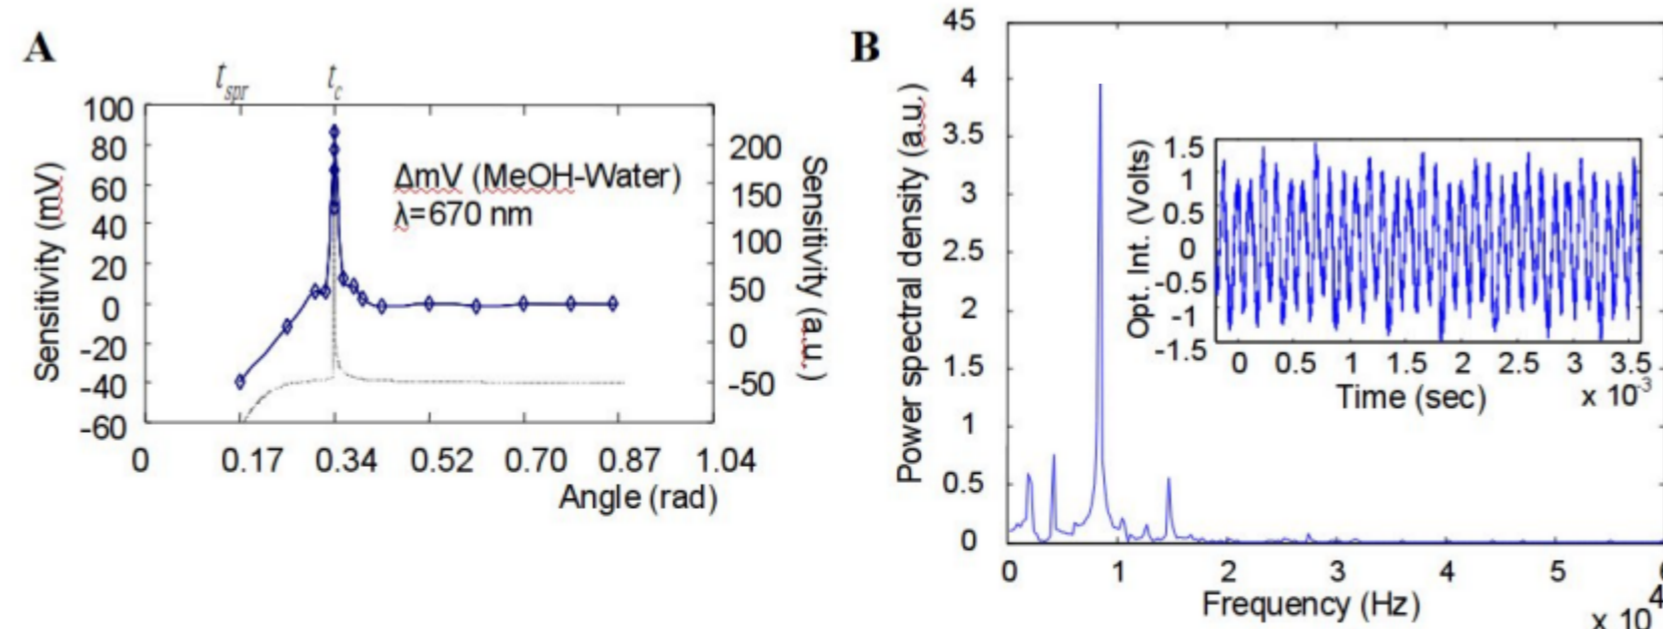 A
t_spr t_c
100
80
60
40
20
0
-20
-40
-60
Sensitivity (mV)
ΔmV (MeOH-Water)
λ=670 nm
200
150
100
50
0
-50
Sensitivity (a.u.)
0 0.17 0.34 0.52 0.70 0.87 1.04
Angle (rad)
B
45
4
3.5
3
2.5
2
1.5
1
0.5
0
Power spectral density (a.u.)
1.5
1
0.5
0
-0.5
-1
-1.5
Opt. Int. (Volts)
0 0.5 1 1.5 2 2.5 3 3.5
Time (sec) x 10^-3
0 1 2 3 4 5
Frequency (Hz) x 10^4